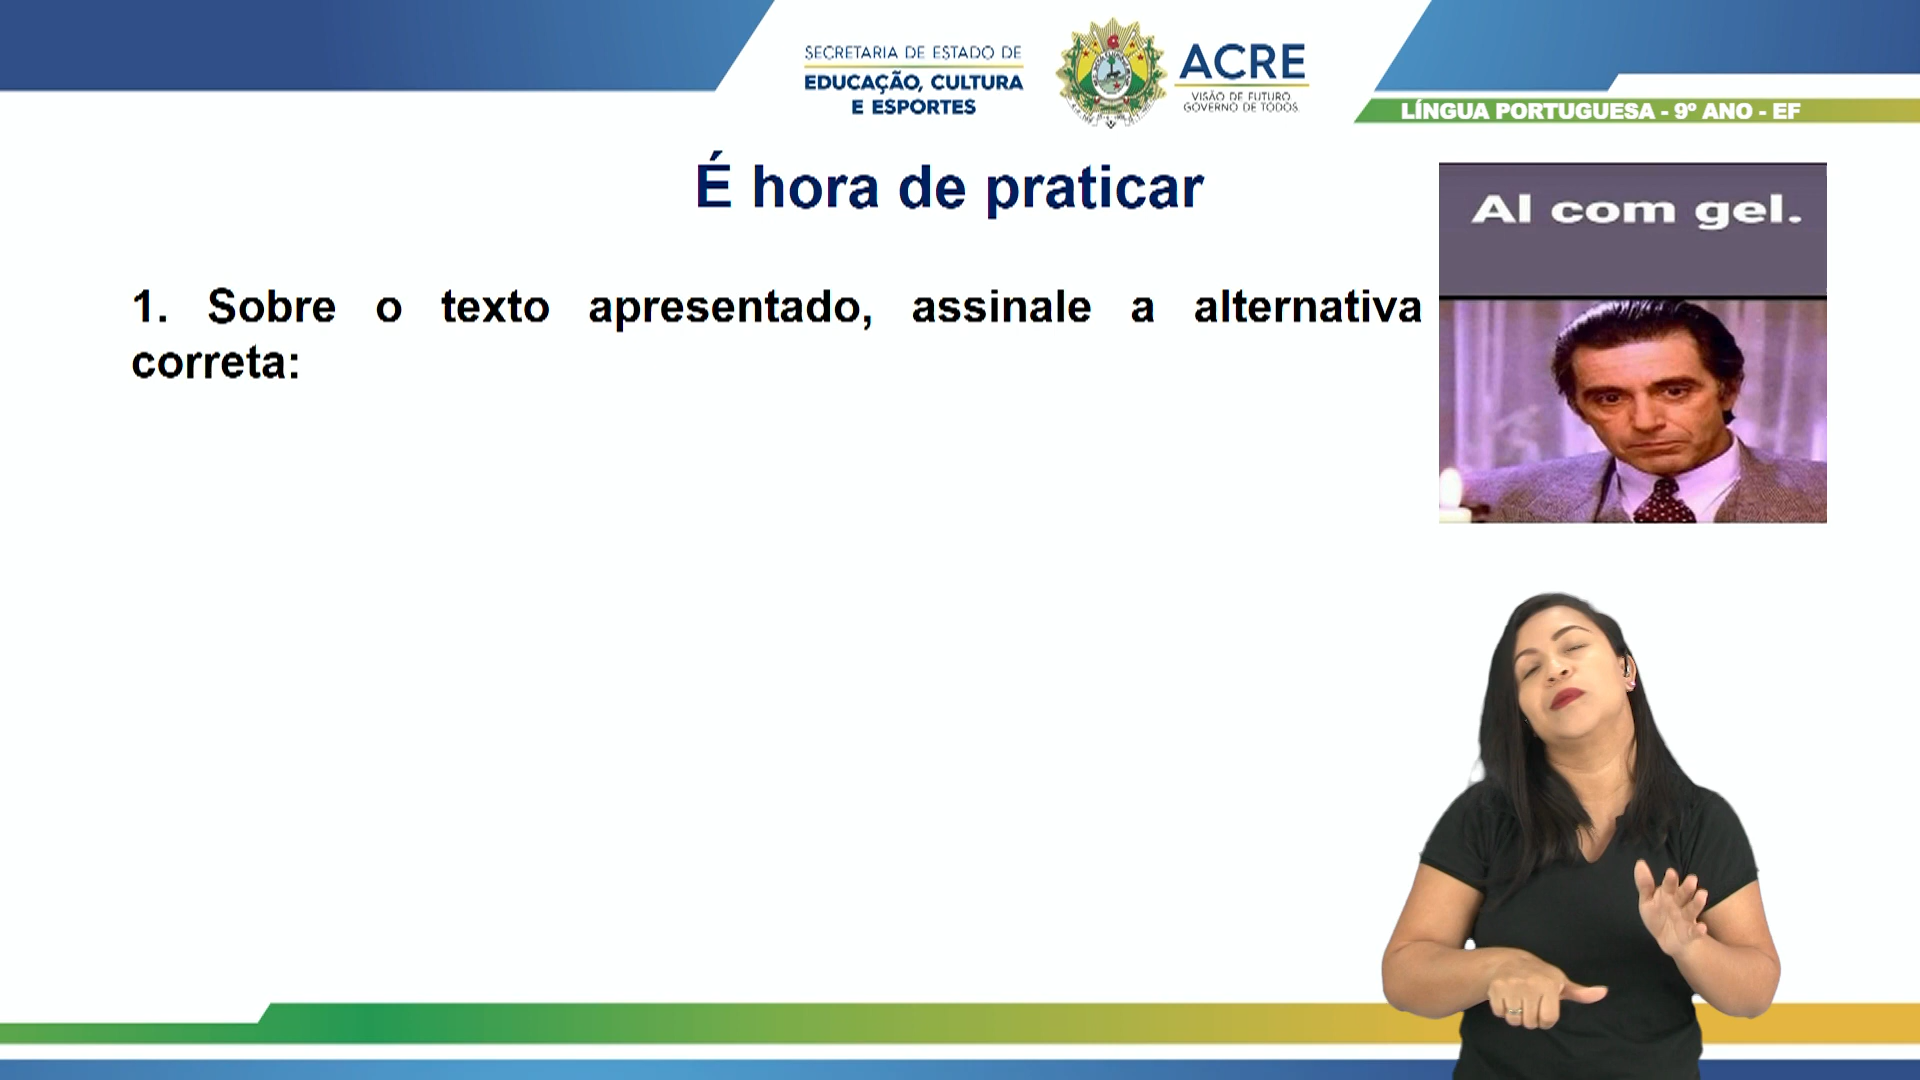 SECRETARIA DE ESTADO DE
EDUCAÇÃO, CULTURA
E ESPORTES
ACRE
VISÃO DE FUTURO
GOVERNO DE TODOS
LÍNGUA PORTUGUESA - 9º ANO - EF
É hora de praticar
Al com gel.
1. Sobre o texto apresentado, assinale a alternativa
correta: